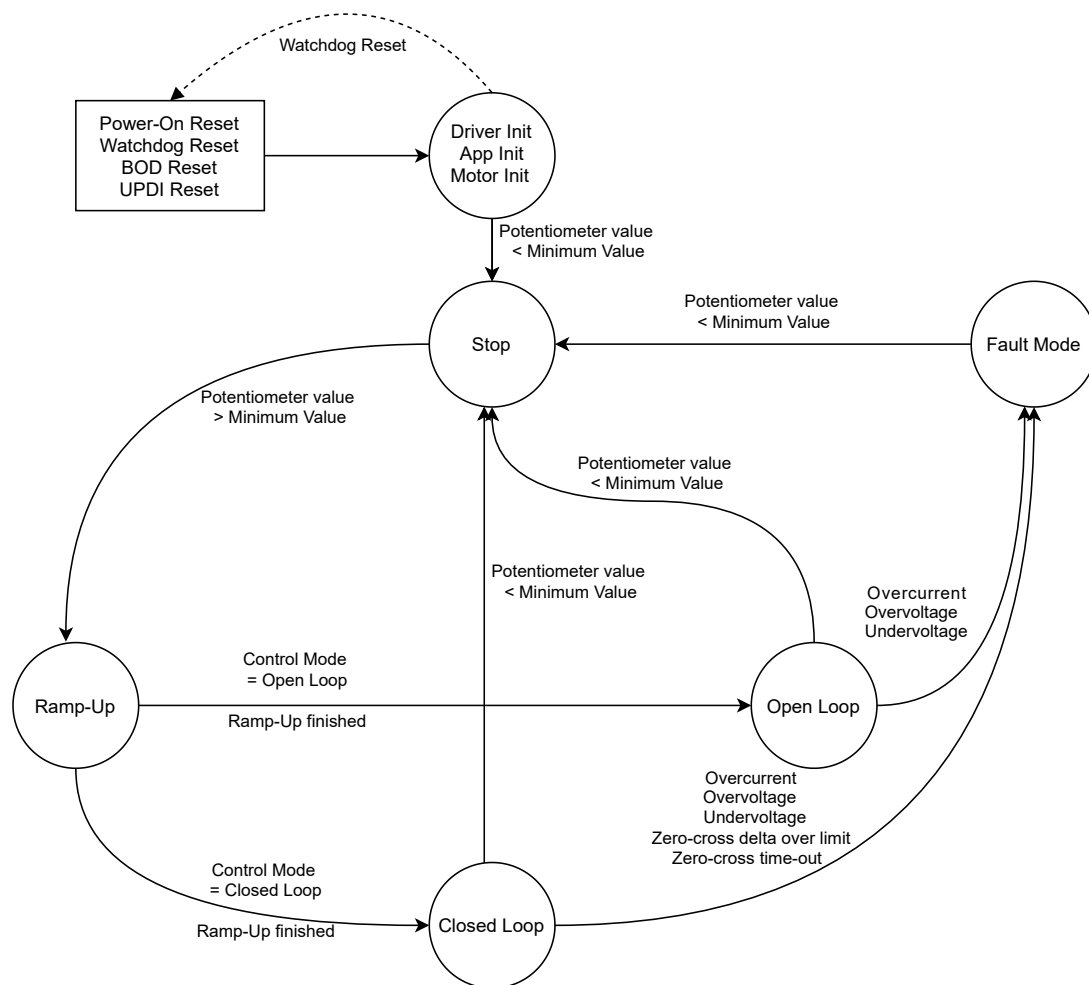 Watchdog Reset
Power-On Reset
Watchdog Reset
BOD Reset
UPDI Reset
Driver Init
App Init
Motor Init
Potentiometer value
< Minimum Value
Potentiometer value
< Minimum Value
Stop
Fault Mode
Potentiometer value
> Minimum Value
Potentiometer value
< Minimum Value
Potentiometer value
< Minimum Value
Overcurrent
Overvoltage
Undervoltage
Control Mode
= Open Loop
Ramp-Up
Open Loop
Ramp-Up finished
Overcurrent
Overvoltage
Undervoltage
Zero-cross delta over limit
Zero-cross time-out
Control Mode
= Closed Loop
Closed Loop
Ramp-Up finished